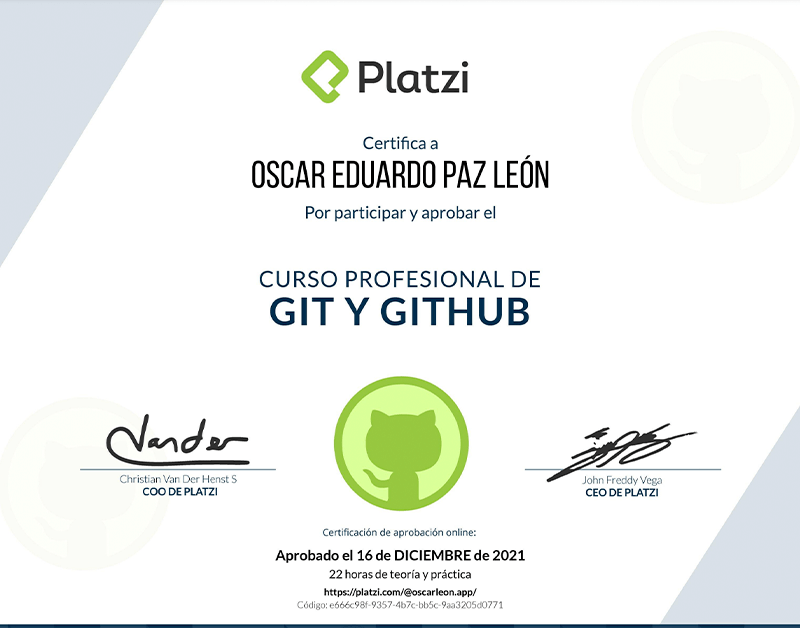 Platzi
Certifica a
OSCAR EDUARDO PAZ LEÓN
Por participar y aprobar el
CURSO PROFESIONAL DE
GIT Y GITHUB
Vander
Christian Van Der Henst S
COO DE PLATZI
John Freddy Vega
CEO DE PLATZI
Certificación de aprobación online:
Aprobado el 16 de DICIEMBRE de 2021
22 horas de teoría y práctica
https://platzi.com/@oscarleon.app/
Código: e666c98f-9357-4b7c-bb5c-9aa3205d0771